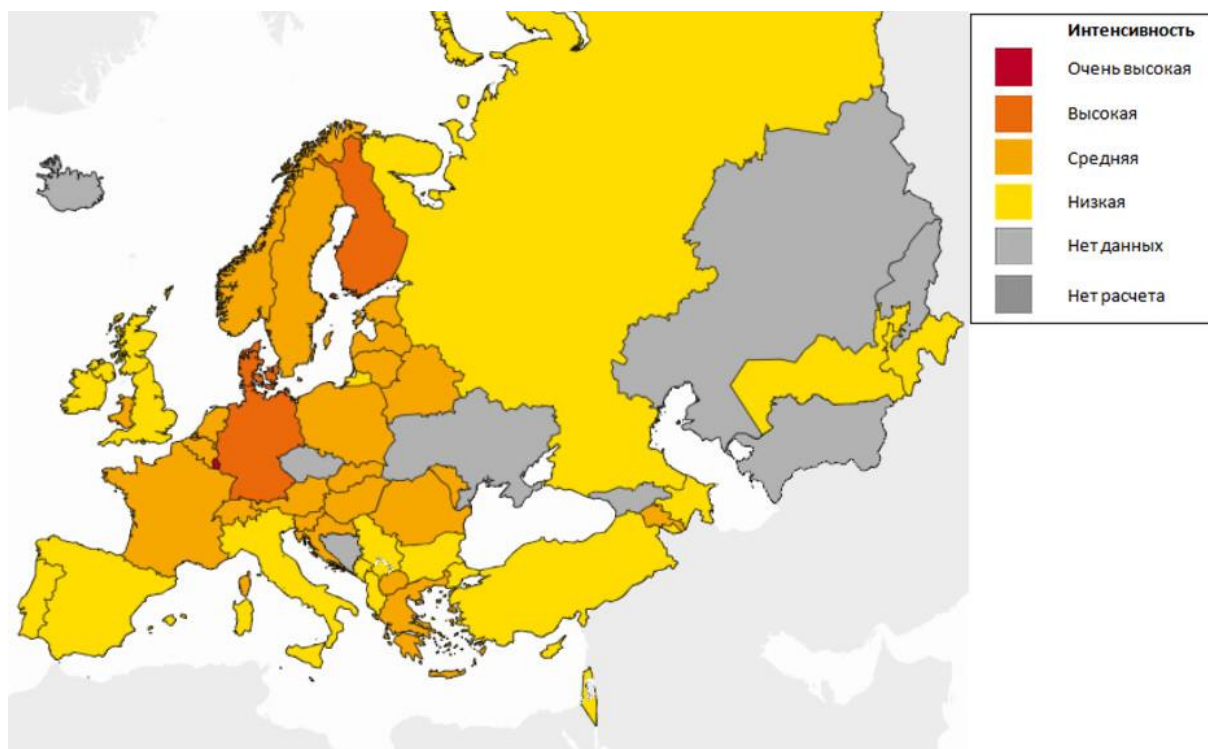 Интенсивность
Очень высокая
Высокая
Средняя
Низкая
Нет данных
Нет расчета